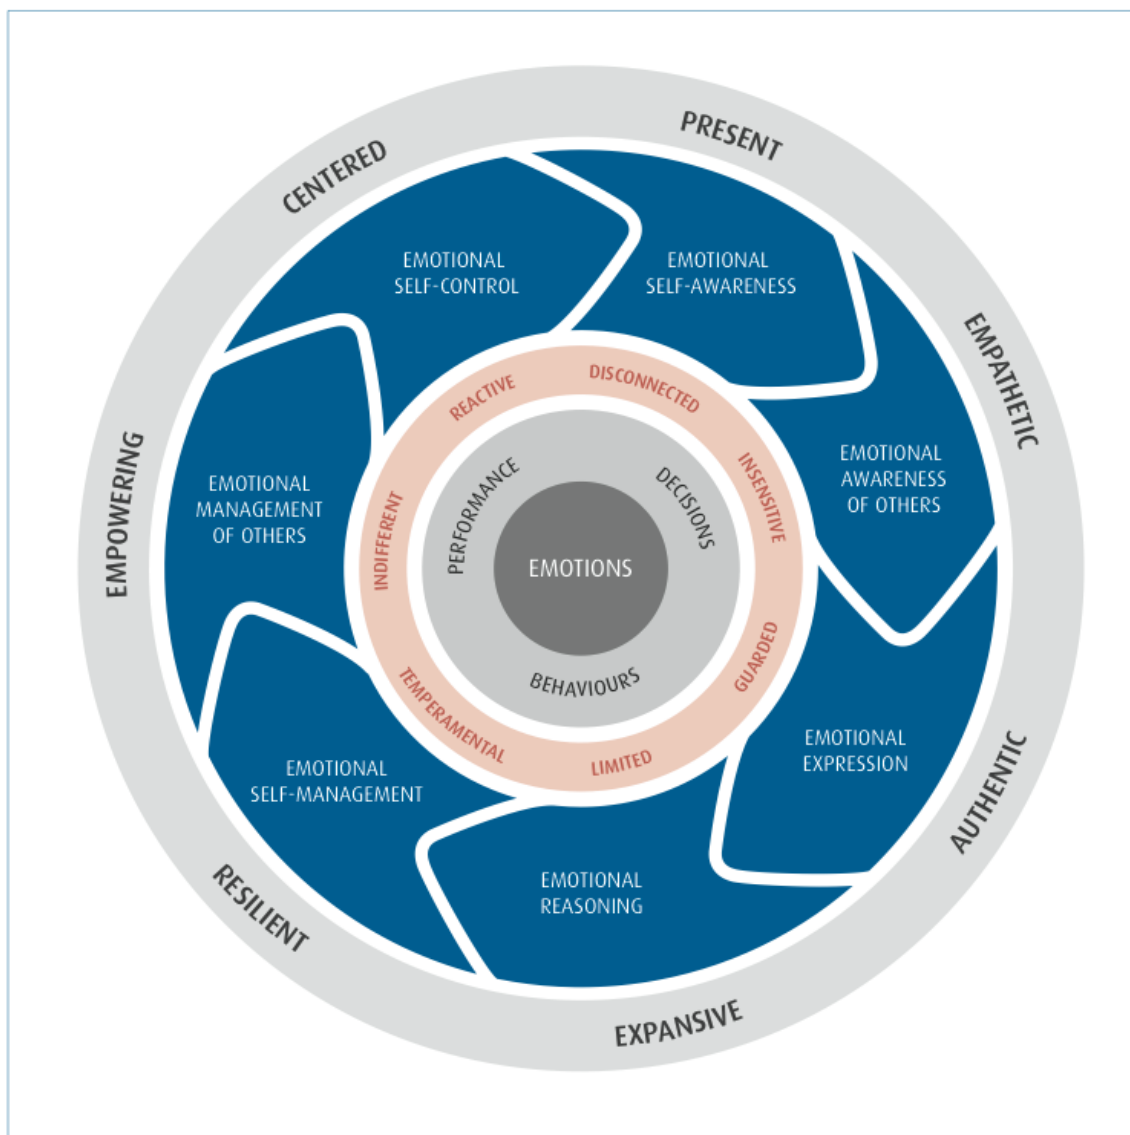 PRESENT
EMPATHETIC
AUTHENTIC
EXPANSIVE
RESILIENT
EMPOWERING
CENTERED
EMOTIONAL
SELF-AWARENESS
EMOTIONAL
AWARENESS
OF OTHERS
EMOTIONAL
EXPRESSION
EMOTIONAL
REASONING
EMOTIONAL
SELF-MANAGEMENT
EMOTIONAL
MANAGEMENT
OF OTHERS
EMOTIONAL
SELF-CONTROL
DISCONNECTED
INSENSITIVE
GUARDED
LIMITED
TEMPERAMENTAL
INDIFFERENT
REACTIVE
DECISIONS
BEHAVIOURS
PERFORMANCE
EMOTIONS